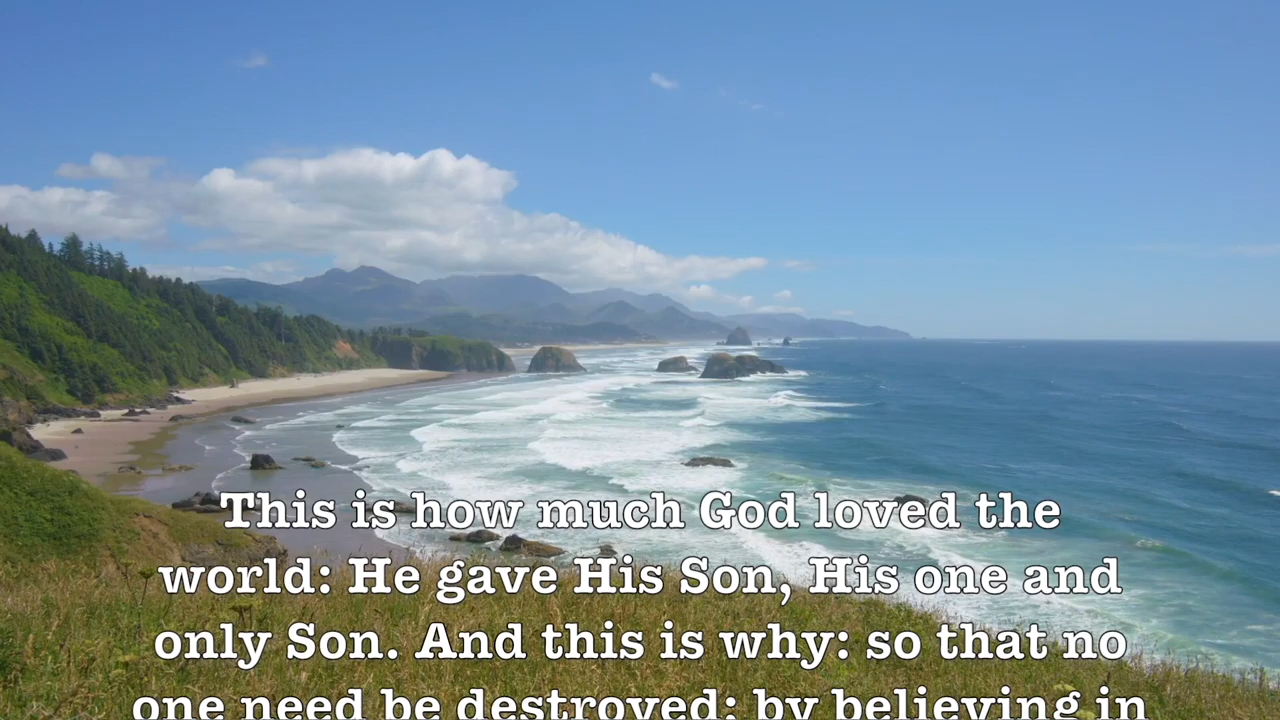 This is how much God loved the
world: He gave His Son, His one and
only Son. And this is why: so that no
one need be destroyed; by believing in